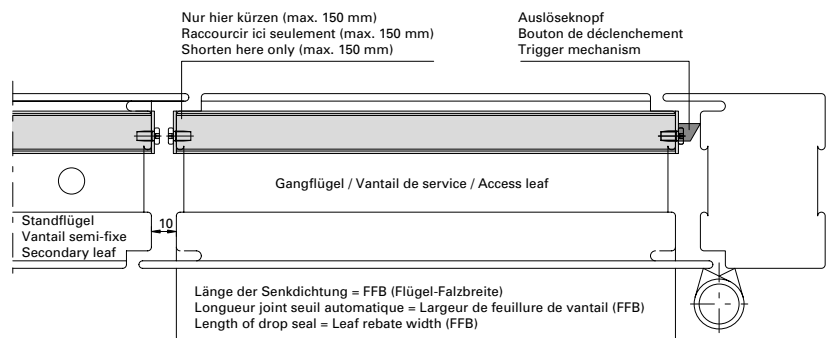 Nur hier kürzen (max. 150 mm)
Raccourcir ici seulement (max. 150 mm)
Shorten here only (max. 150 mm)
Auslöseknopf
Bouton de déclenchement
Trigger mechanism
Gangflügel / Vantail de service / Access leaf
Standflügel
Vantail semi-fixe
Secondary leaf
10
Länge der Senkdichtung = FFB (Flügel-Falzbreite)
Longueur joint seuil automatique = Largeur de feuillure de vantail (FFB)
Length of drop seal = Leaf rebate width (FFB)